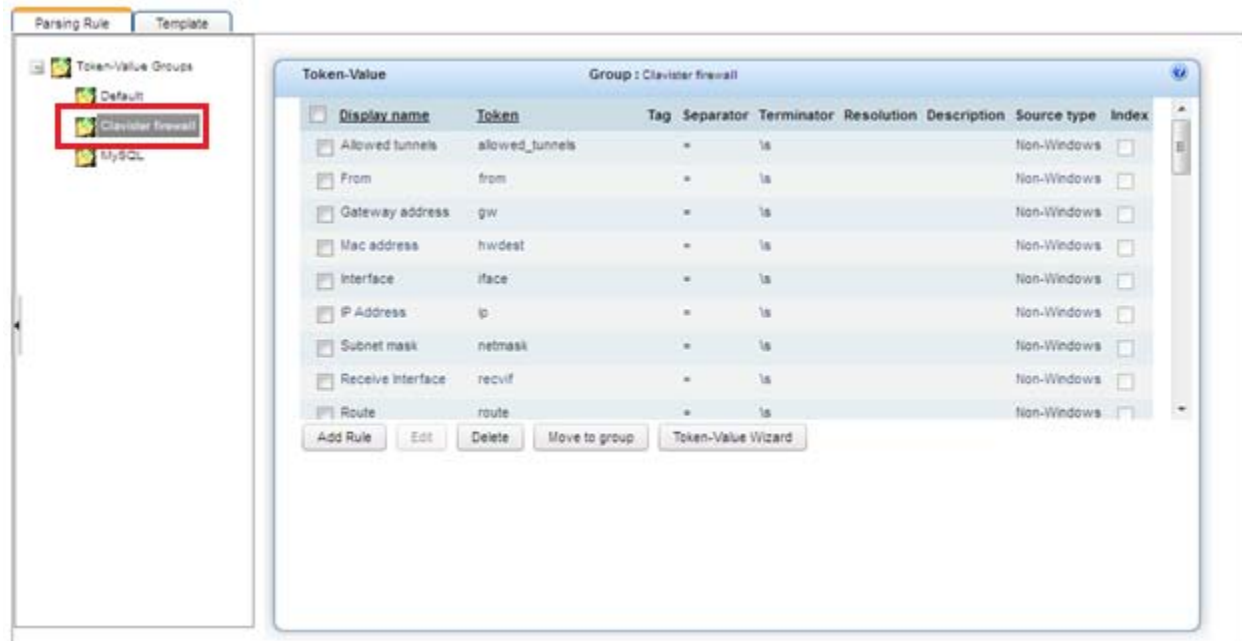 Parsing Rule Template
Token-Value Groups
Default
Clavister firewall
MySQL
Token-Value Group : Clavister firewall
Display name Token Tag Separator Terminator Resolution Description Source type Index
Allowed tunnels allowed_tunnels = \s Non-Windows
From from = \s Non-Windows
Gateway address gw = \s Non-Windows
Mac address hwdest = \s Non-Windows
Interface iface = \s Non-Windows
IP Address ip = \s Non-Windows
Subnet mask netmask = \s Non-Windows
Receive Interface recvif = \s Non-Windows
Route route = \s Non-Windows
Add Rule Edit Delete Move to group Token-Value Wizard